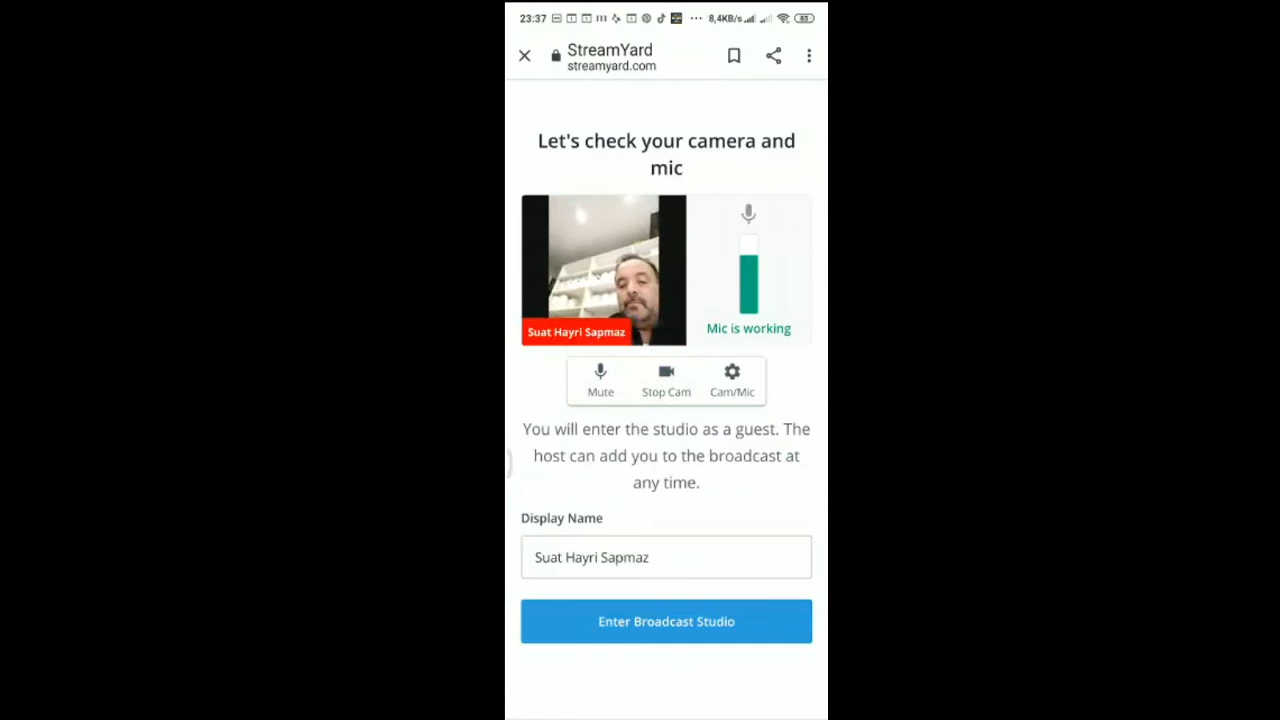 23:37
8,4KB/s
83
StreamYard
streamyard.com
Let's check your camera and
mic
Suat Hayri Sapmaz
Mic is working
Mute
Stop Cam
Cam/Mic
You will enter the studio as a guest. The
host can add you to the broadcast at
any time.
Display Name
Suat Hayri Sapmaz
Enter Broadcast Studio